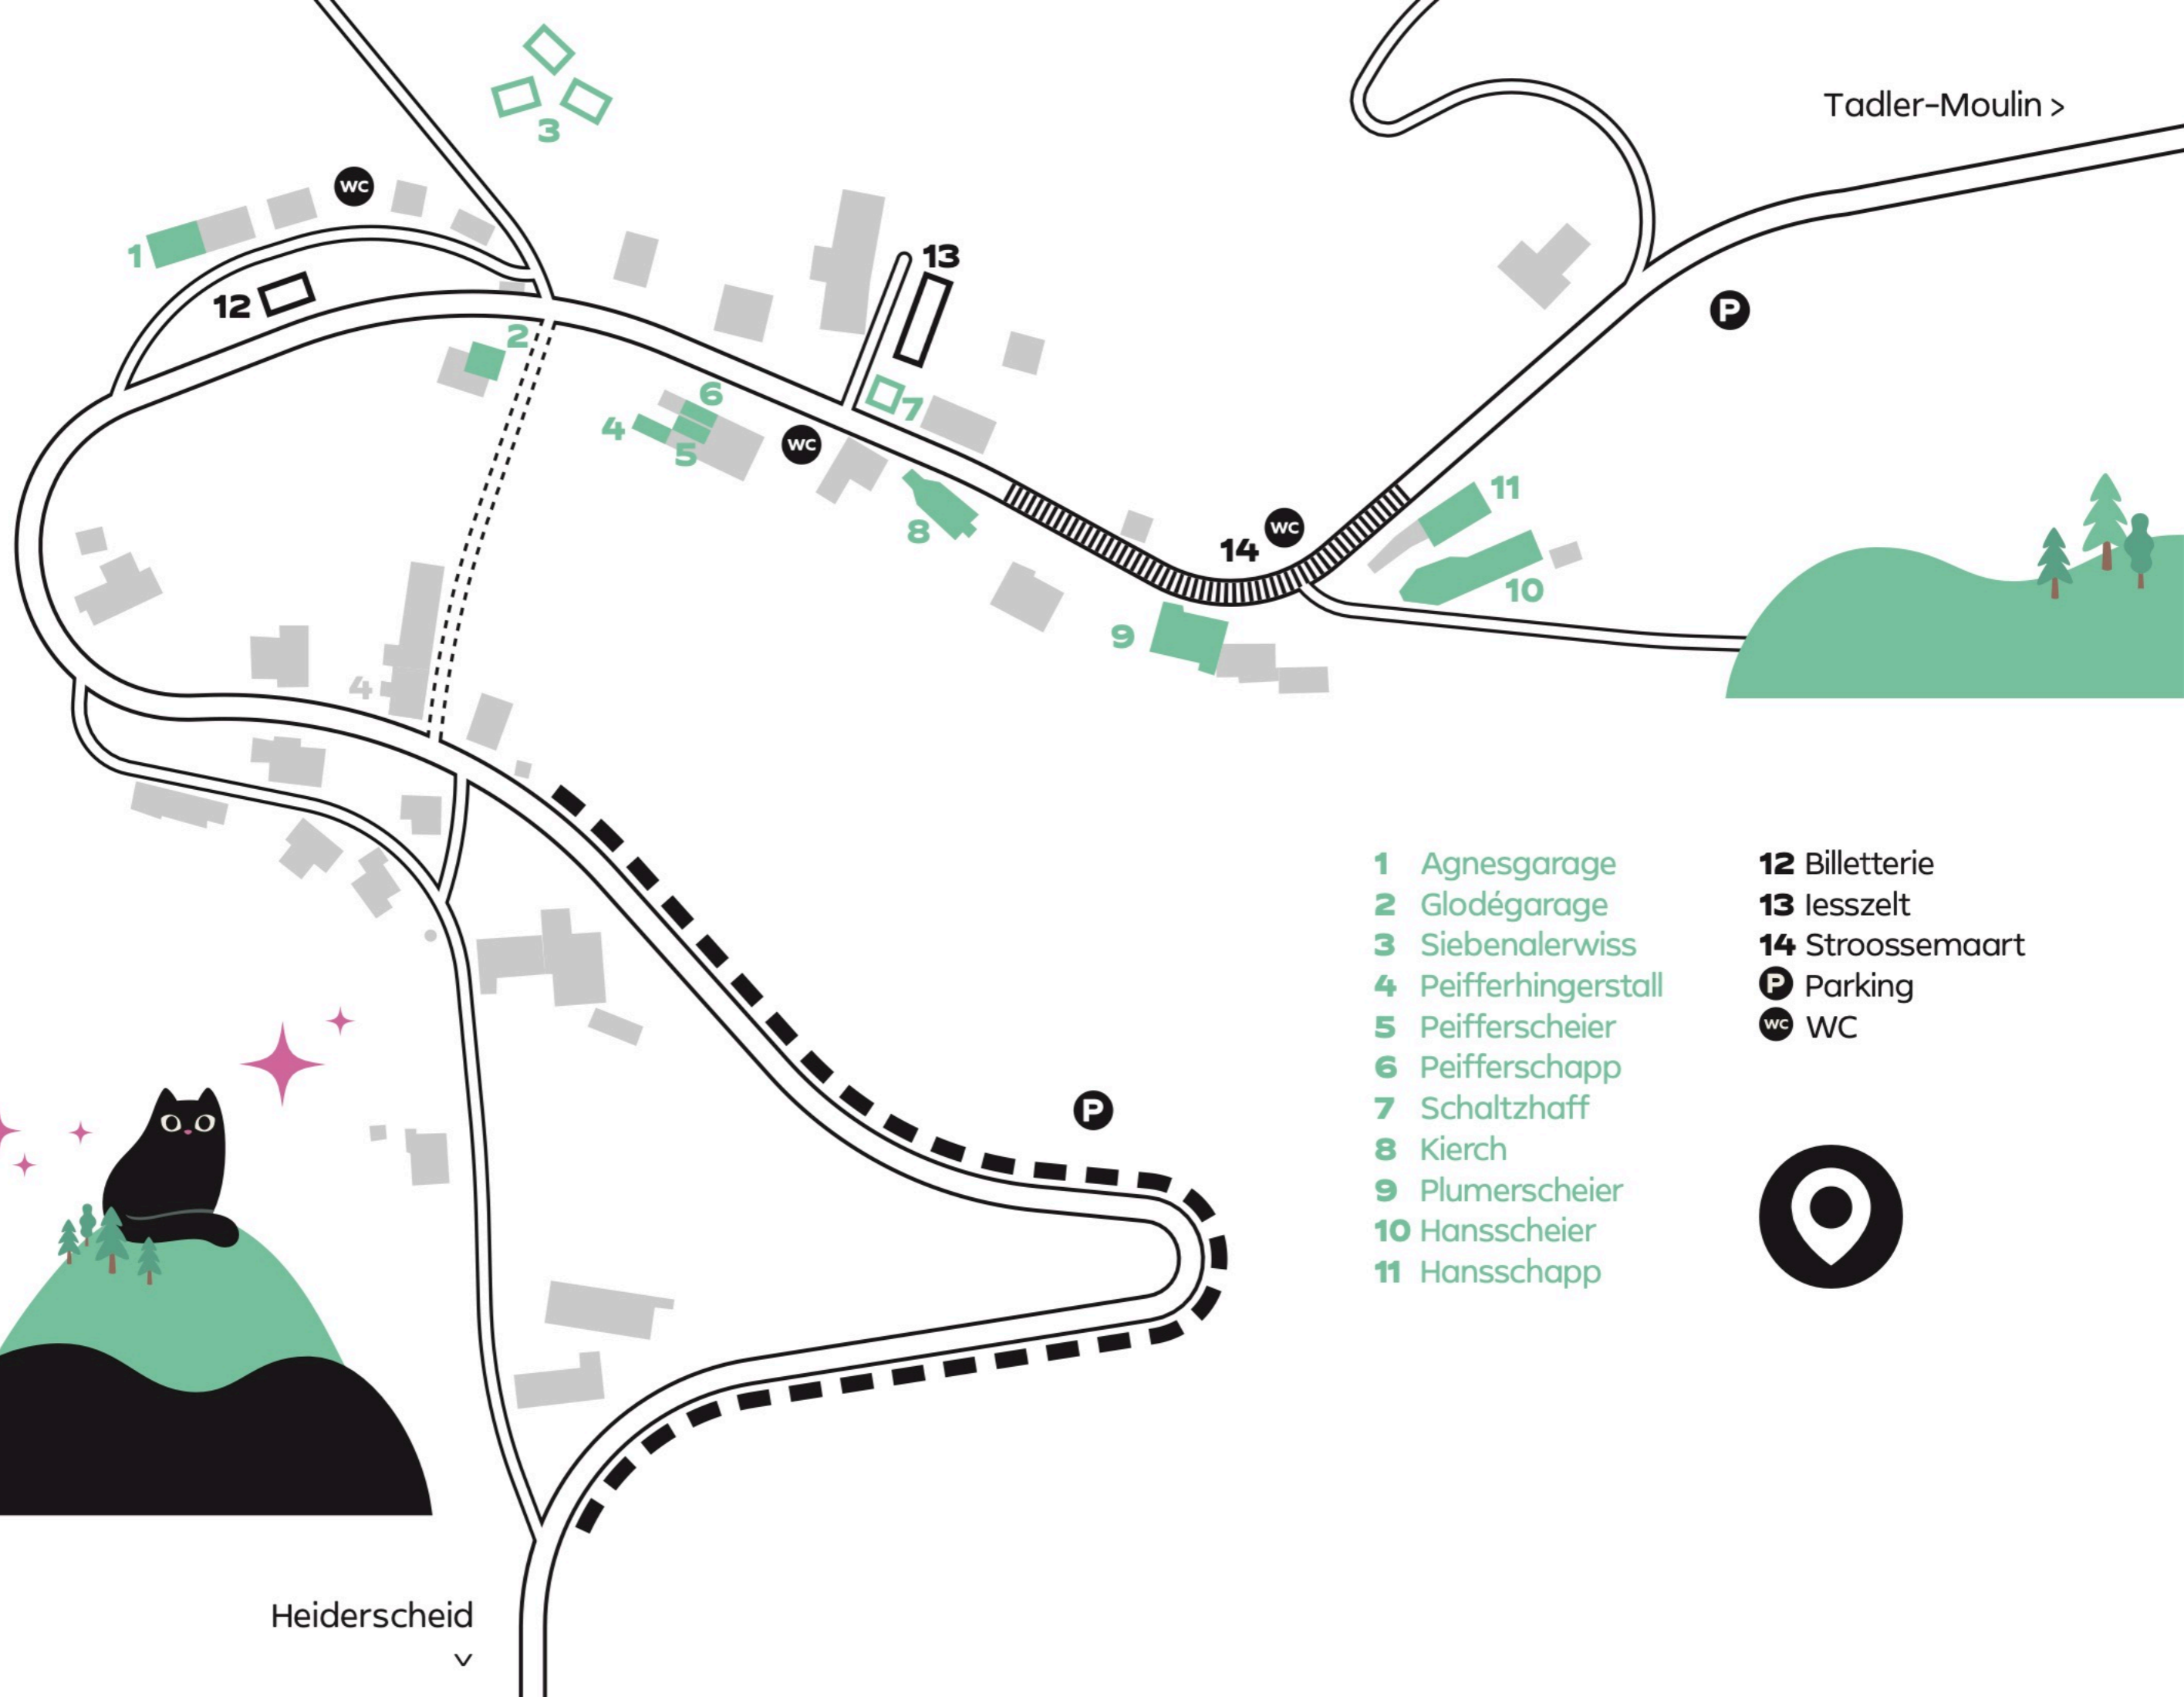 Tadler-Moulin >
3
WC
1
13
12
2
6
7
4
WC
5
P
8
11
WC
14
10
9
4
P
1 Agnesgarage
2 Glodégarage
3 Siebenalerwiss
4 Peifferhingerstall
5 Peifferscheier
6 Peifferschapp
7 Schaltzhaff
8 Kierch
9 Plumerscheier
10 Hansscheier
11 Hansschapp
12 Billetterie
13 Iesszelt
14 Stroossemaart
P Parking
WC WC
Heiderscheid
>